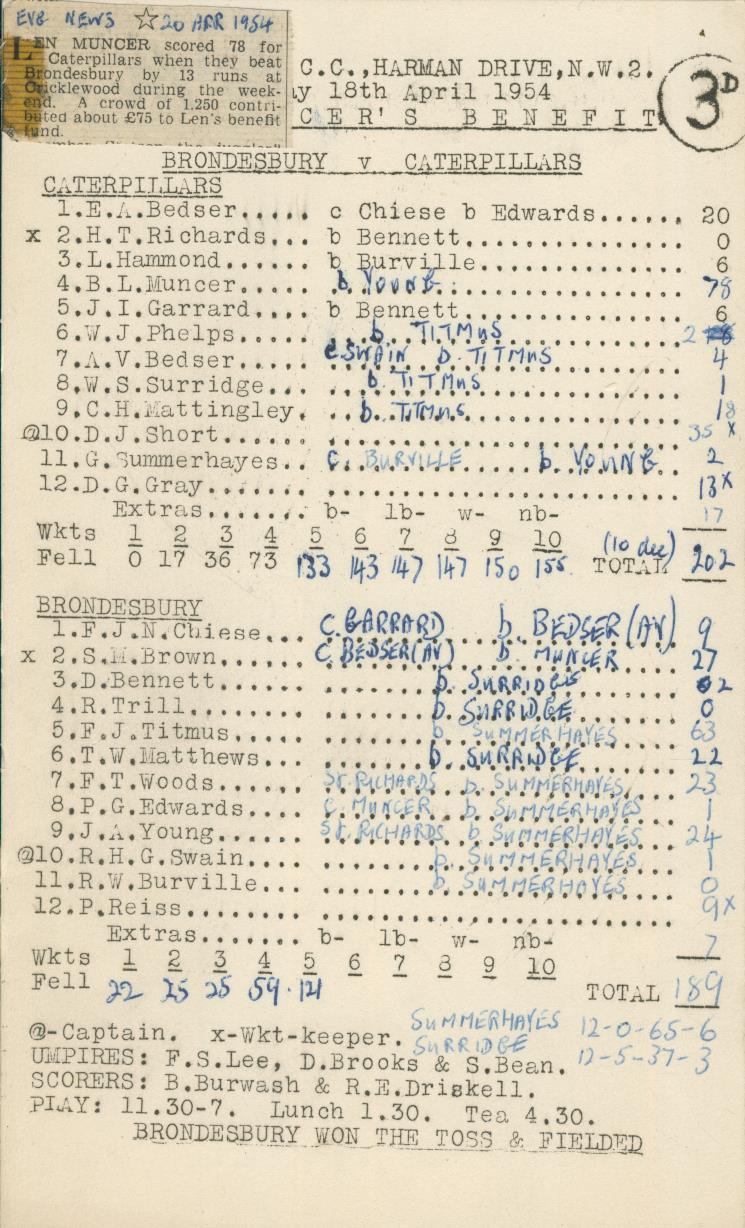 EVG NEWS ☆ 20 APR 1954
LEN MUNCER scored 78 for
Caterpillars when they beat
Brondesbury by 13 runs at
Cricklewood during the week-
end. A crowd of 1,250 contri-
buted about £75 to Len's benefit
fund.
C.C.,HARMAN DRIVE,N.W.2.
ay 18th April 1954
3D
CER'S BENEFIT
BRONDESBURY v CATERPILLARS
CATERPILLARS
1.E.A.Bedser..... c Chiese b Edwards...... 20
x 2.H.T.Richards... b Bennett............... 0
3.L.Hammond...... b Burville.............. 6
4.B.L.Muncer..... b. YOUNG ............... 78
5.J.I.Garrard.... b Bennett............... 6
6.W.J.Phelps..... b. TITMUS 2
7.A.V.Bedser..... c SWAIN b. TITMUS 4
8.W.S.Surridge... b. TITMUS 1
9.C.H.Mattingley. b. TITMUS 18
@10.D.J.Short...... ........................ 35 x
11.G.Summerhayes.. C. BURVILLE b. YOUNG 2
12.D.G.Gray....... ........................ 13x
Extras....... b- lb- w- nb- 17
Wkts 1 2 3 4 5 6 7 8 9 10 (10 dec)
Fell 0 17 36 73 133 143 147 147 150 155 TOTAL 202
BRONDESBURY
1.F.J.N.Chiese... C. GARRARD b. BEDSER (AV) 9
x 2.S.M.Brown...... C BEDSER (AV) b MUNCER 27
3.D.Bennett...... b. SURRIDGE 2
4.R.Trill........ b. SURRIDGE 0
5.F.J.Titmus..... b SUMMERHAYES 63
6.T.W.Matthews... b. SURRIDGE 22
7.F.T.Woods...... St. RICHARDS b. SUMMERHAYES 23
8.P.G.Edwards.... C. MUNCER b. SUMMERHAYES 1
9.J.A.Young...... St. RICHARDS b SUMMERHAYES 24
@10.R.H.G.Swain.... b. SUMMERHAYES 1
11.R.W.Burville... b SUMMERHAYES 0
12.P.Reiss........ ........................ 9x
Extras....... b- lb- w- nb- 7
Wkts 1 2 3 4 5 6 7 8 9 10
Fell 22 25 25 59 121 TOTAL 189
@-Captain. x-Wkt-keeper. SUMMERHAYES 12-0-65-6
SURRIDGE 12-5-37-3
UMPIRES: F.S.Lee, D.Brooks & S.Bean.
SCORERS: B.Burwash & R.E.Driskell.
PLAY: 11.30-7. Lunch 1.30. Tea 4.30.
BRONDESBURY WON THE TOSS & FIELDED